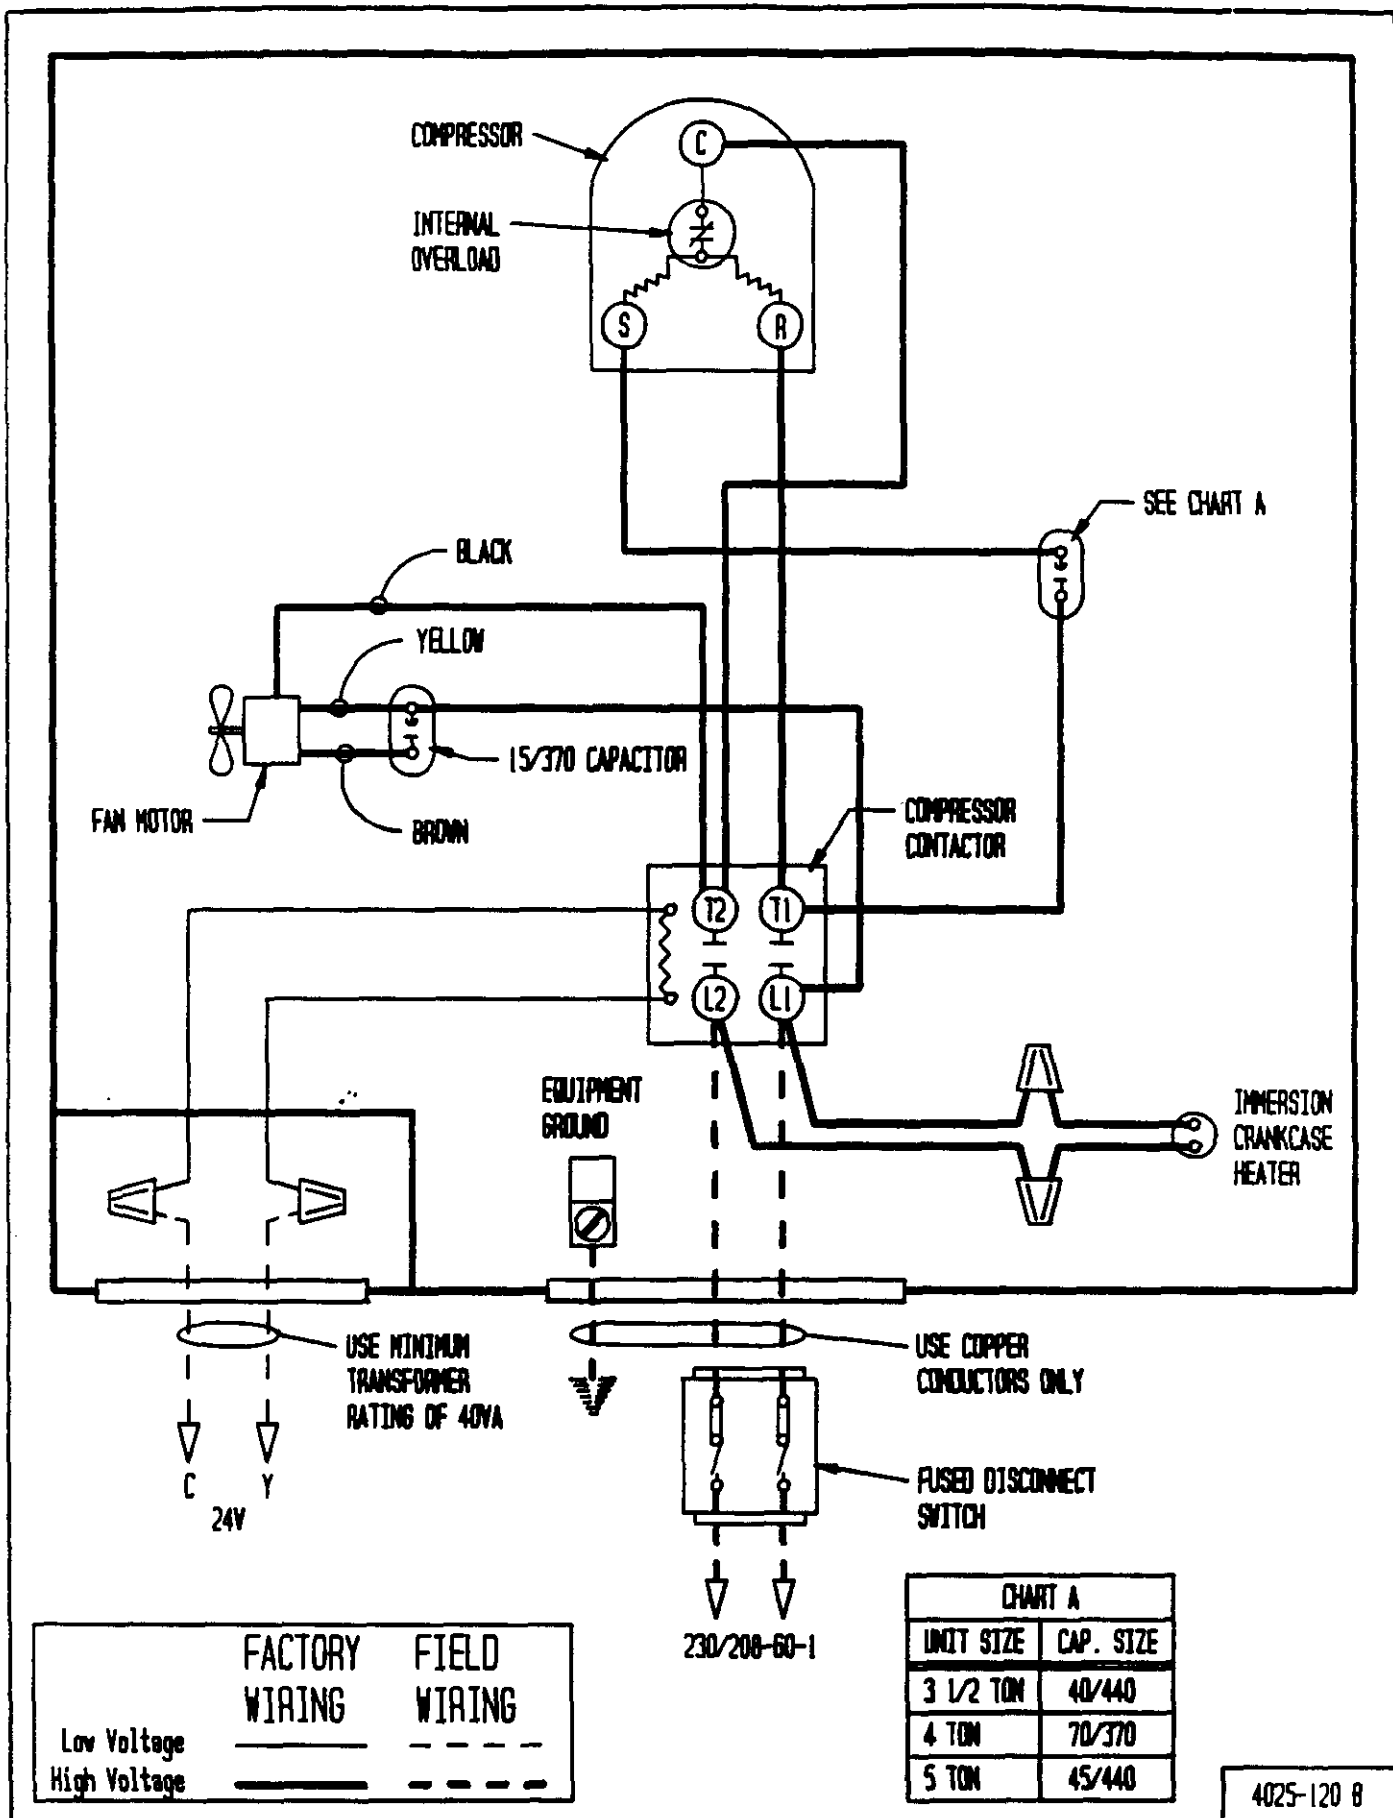 COMPRESSOR
C
INTERNAL
OVERLOAD
S
R
SEE CHART A
BLACK
YELLOW
15/370 CAPACITOR
FAN MOTOR
BROWN
COMPRESSOR
CONTACTOR
T2
T1
L2
L1
EQUIPMENT
GROUND
IMMERSION
CRANKCASE
HEATER
USE MINIMUM
TRANSFORMER
RATING OF 40VA
USE COPPER
CONDUCTORS ONLY
C
Y
24V
FUSED DISCONNECT
SWITCH
230/208-60-1
CHART A
UNIT SIZE CAP. SIZE
3 1/2 TON 40/440
4 TON 70/370
5 TON 45/440
FACTORY FIELD
WIRING WIRING
Low Voltage
High Voltage
4025-120 B